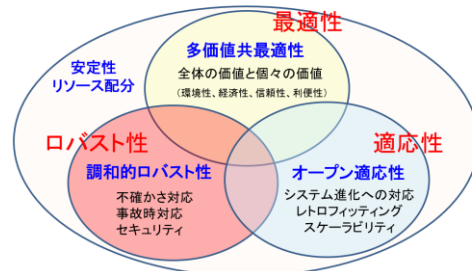 最適性
多価値共最適性
安定性
リソース配分
全体の価値と個々の価値
（環境性、経済性、信頼性、利便性）
ロバスト性
適応性
調和的ロバスト性
オープン適応性
不確かさ対応
事故時対応
セキュリティ
システム進化への対応
レトロフィッティング
スケーラビリティ